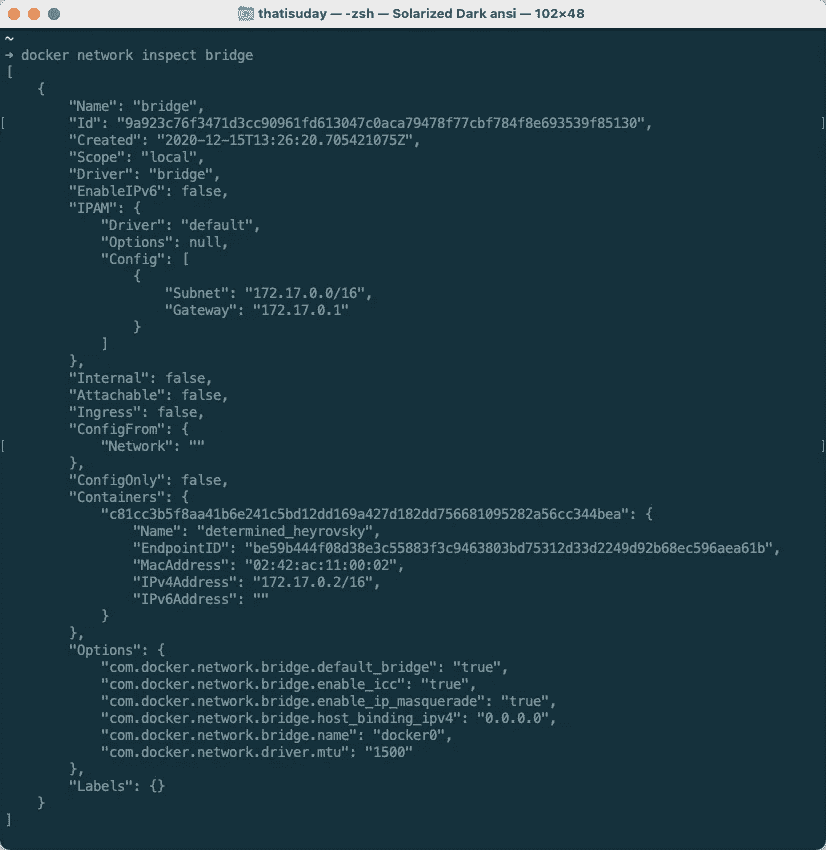 thatisuday — -zsh — Solarized Dark ansi — 102×48
~
→ docker network inspect bridge
[
    {
        "Name": "bridge",
        "Id": "9a923c76f3471d3cc90961fd613047c0aca79478f77cbf784f8e693539f85130",
        "Created": "2020-12-15T13:26:20.705421075Z",
        "Scope": "local",
        "Driver": "bridge",
        "EnableIPv6": false,
        "IPAM": {
            "Driver": "default",
            "Options": null,
            "Config": [
                {
                    "Subnet": "172.17.0.0/16",
                    "Gateway": "172.17.0.1"
                }
            ]
        },
        "Internal": false,
        "Attachable": false,
        "Ingress": false,
        "ConfigFrom": {
            "Network": ""
        },
        "ConfigOnly": false,
        "Containers": {
            "c81cc3b5f8aa41b6e241c5bd12dd169a427d182dd756681095282a56cc344bea": {
                "Name": "determined_heyrovsky",
                "EndpointID": "be59b444f08d38e3c55883f3c9463803bd75312d33d2249d92b68ec596aea61b",
                "MacAddress": "02:42:ac:11:00:02",
                "IPv4Address": "172.17.0.2/16",
                "IPv6Address": ""
            }
        },
        "Options": {
            "com.docker.network.bridge.default_bridge": "true",
            "com.docker.network.bridge.enable_icc": "true",
            "com.docker.network.bridge.enable_ip_masquerade": "true",
            "com.docker.network.bridge.host_binding_ipv4": "0.0.0.0",
            "com.docker.network.bridge.name": "docker0",
            "com.docker.network.driver.mtu": "1500"
        },
        "Labels": {}
    }
]